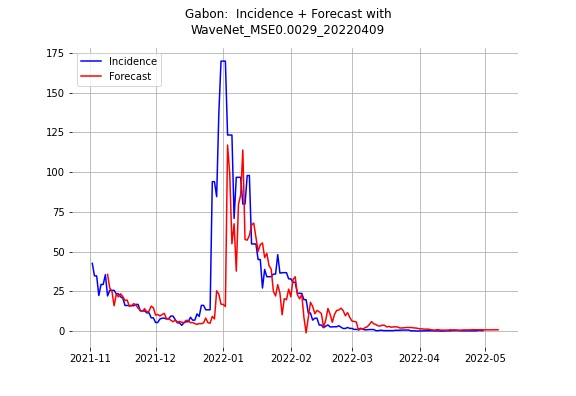 Gabon:  Incidence + Forecast with
WaveNet_MSE0.0029_20220409
Incidence
Forecast
175
150
125
100
75
50
25
0
2021-11 2021-12 2022-01 2022-02 2022-03 2022-04 2022-05